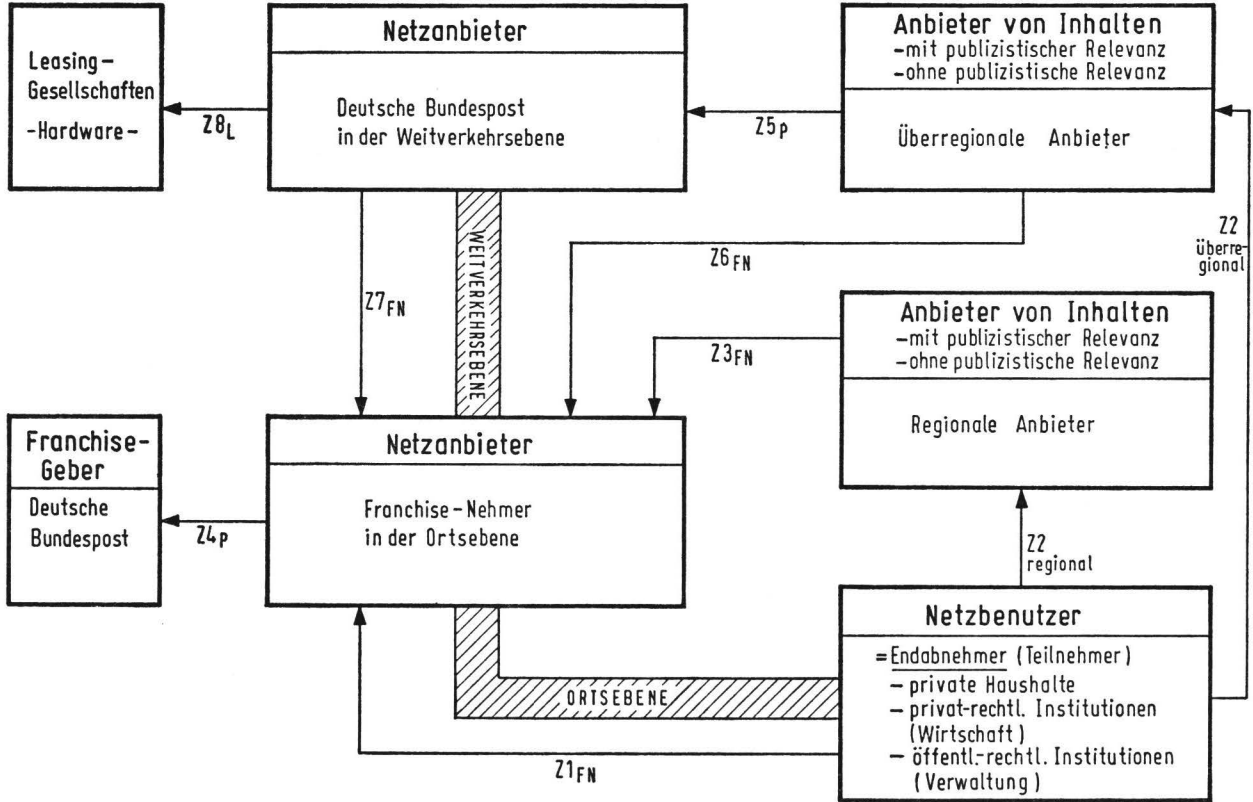 Leasing-
Gesellschaften
-Hardware-
Z8L
Netzanbieter
Deutsche Bundespost
in der Weitverkehrsebene
Z5P
Anbieter von Inhalten
-mit publizistischer Relevanz
-ohne publizistische Relevanz
Überregionale Anbieter
Z2
überre-
gional
Z6FN
Z7FN
WEITVERKEHRSEBENE
Z3FN
Anbieter von Inhalten
-mit publizistischer Relevanz
-ohne publizistische Relevanz
Regionale Anbieter
Franchise-
Geber
Deutsche
Bundespost
Z4P
Netzanbieter
Franchise-Nehmer
in der Ortsebene
Z2
regional
Netzbenutzer
=Endabnehmer (Teilnehmer)
- private Haushalte
- privat-rechtl. Institutionen
(Wirtschaft)
- öffentl.-rechtl. Institutionen
(Verwaltung)
ORTSEBENE
Z1FN